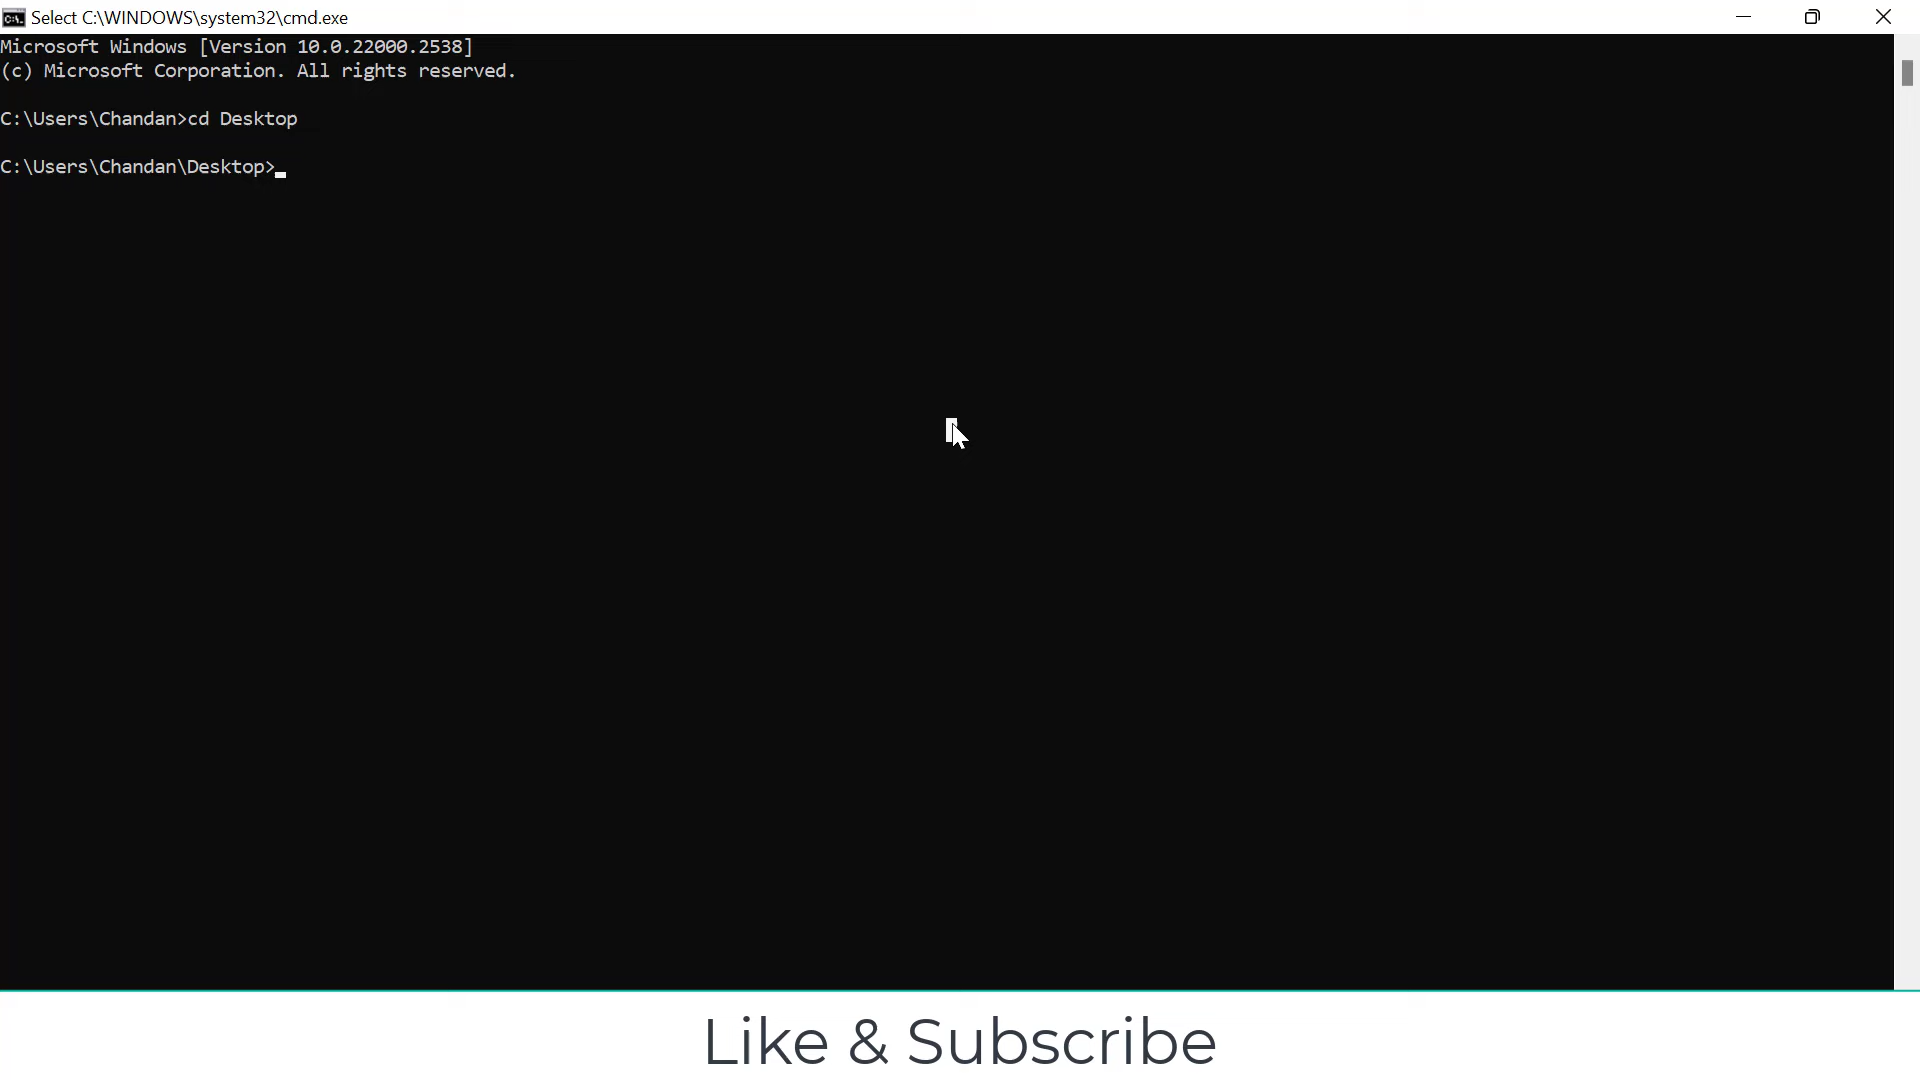 Select C:\WINDOWS\system32\cmd.exe
Microsoft Windows [Version 10.0.22000.2538]
(c) Microsoft Corporation. All rights reserved.
C:\Users\Chandan>cd Desktop
C:\Users\Chandan\Desktop>
Like & Subscribe